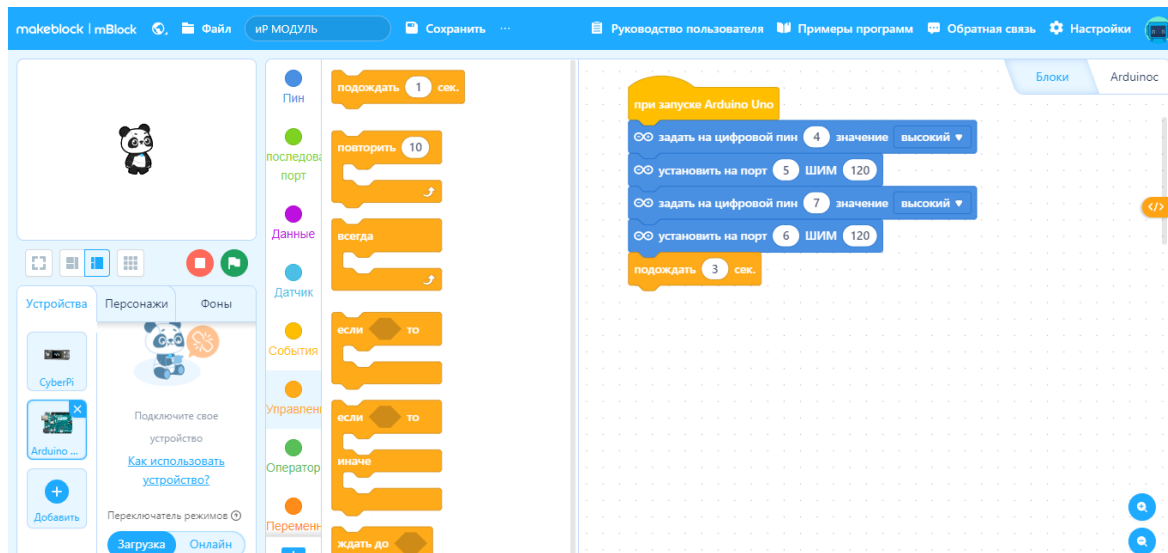 makeblock | mBlock Файл иР МОДУЛЬ Сохранить ... Руководство пользователя Примеры программ Обратная связь Настройки
Блоки Arduinoc
Пин
последова
порт
Данные
Датчик
События
Управлени
Оператор
Переменн
подождать 1 сек.
повторить 10
всегда
если то
если то
иначе
ждать до
при запуске Arduino Uno
задать на цифровой пин 4 значение высокий
установить на порт 5 ШИМ 120
задать на цифровой пин 7 значение высокий
установить на порт 6 ШИМ 120
подождать 3 сек.
</>
Устройства Персонажи Фоны
CyberPi
Arduino ...
Добавить
Подключите свое
устройство
Как использовать
устройство?
Переключатель режимов
Загрузка Онлайн